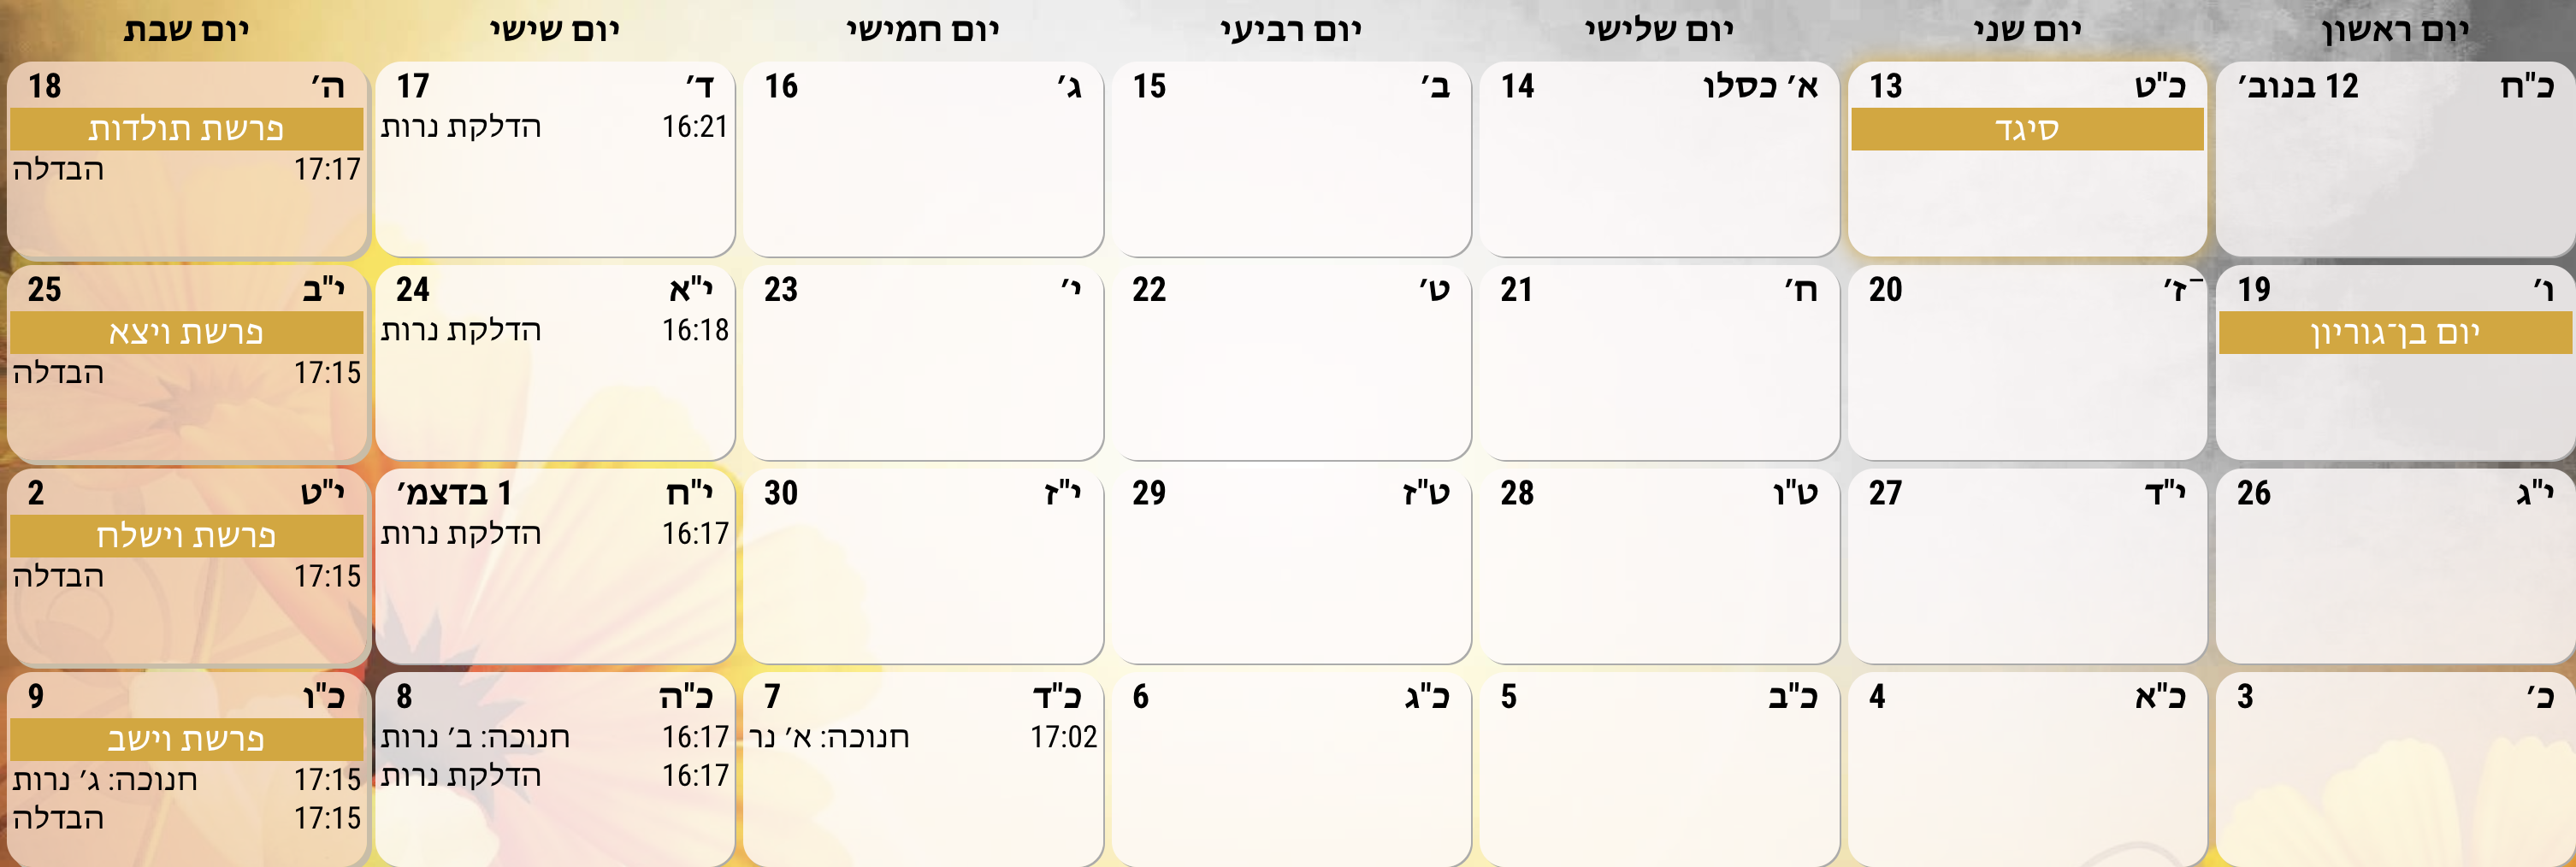 יום ראשון יום שני יום שלישי יום רביעי יום חמישי יום שישי יום שבת
כ"ח 12 בנוב׳
כ"ט 13
סיגד
א׳ כסלו 14
ב׳ 15
ג׳ 16
ד׳ 17
הדלקת נרות 16:21
ה׳ 18
פרשת תולדות
הבדלה 17:17
ו׳ 19
יום בן־גוריון
ז׳ 20
ח׳ 21
ט׳ 22
י׳ 23
י"א 24
הדלקת נרות 16:18
י"ב 25
פרשת ויצא
הבדלה 17:15
י"ג 26
י"ד 27
ט"ו 28
ט"ז 29
י"ז 30
י"ח 1 בדצמ׳
הדלקת נרות 16:17
י"ט 2
פרשת וישלח
הבדלה 17:15
כ׳ 3
כ"א 4
כ"ב 5
כ"ג 6
כ"ד 7
חנוכה: א׳ נר 17:02
כ"ה 8
חנוכה: ב׳ נרות 16:17
הדלקת נרות 16:17
כ"ו 9
פרשת וישב
חנוכה: ג׳ נרות 17:15
הבדלה 17:15